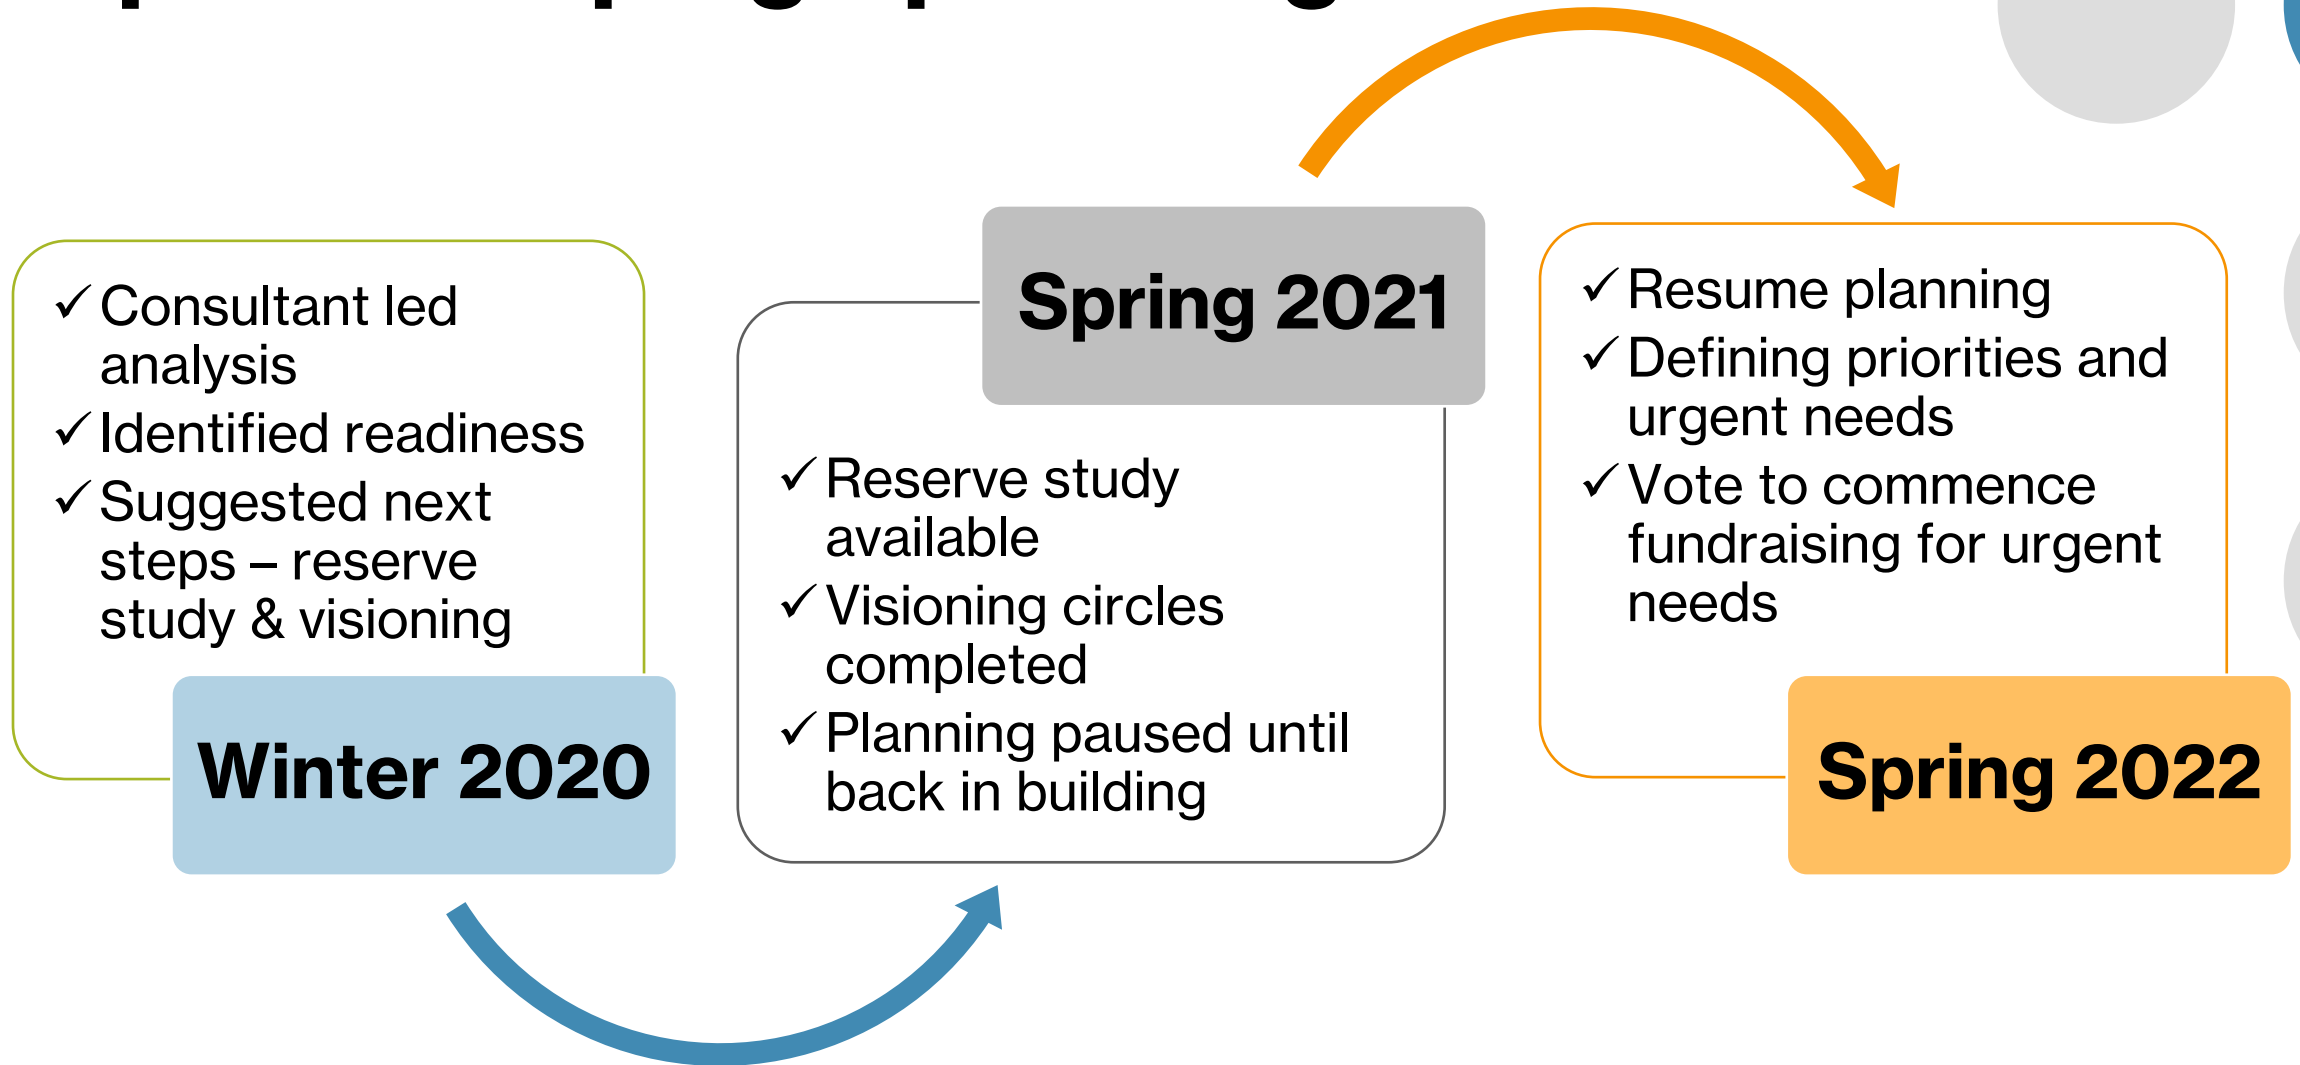 ✓ Consultant led
analysis
✓ Identified readiness
✓ Suggested next
steps – reserve
study & visioning
Winter 2020
Spring 2021
✓ Reserve study
available
✓ Visioning circles
completed
✓ Planning paused until
back in building
✓ Resume planning
✓ Defining priorities and
urgent needs
✓ Vote to commence
fundraising for urgent
needs
Spring 2022